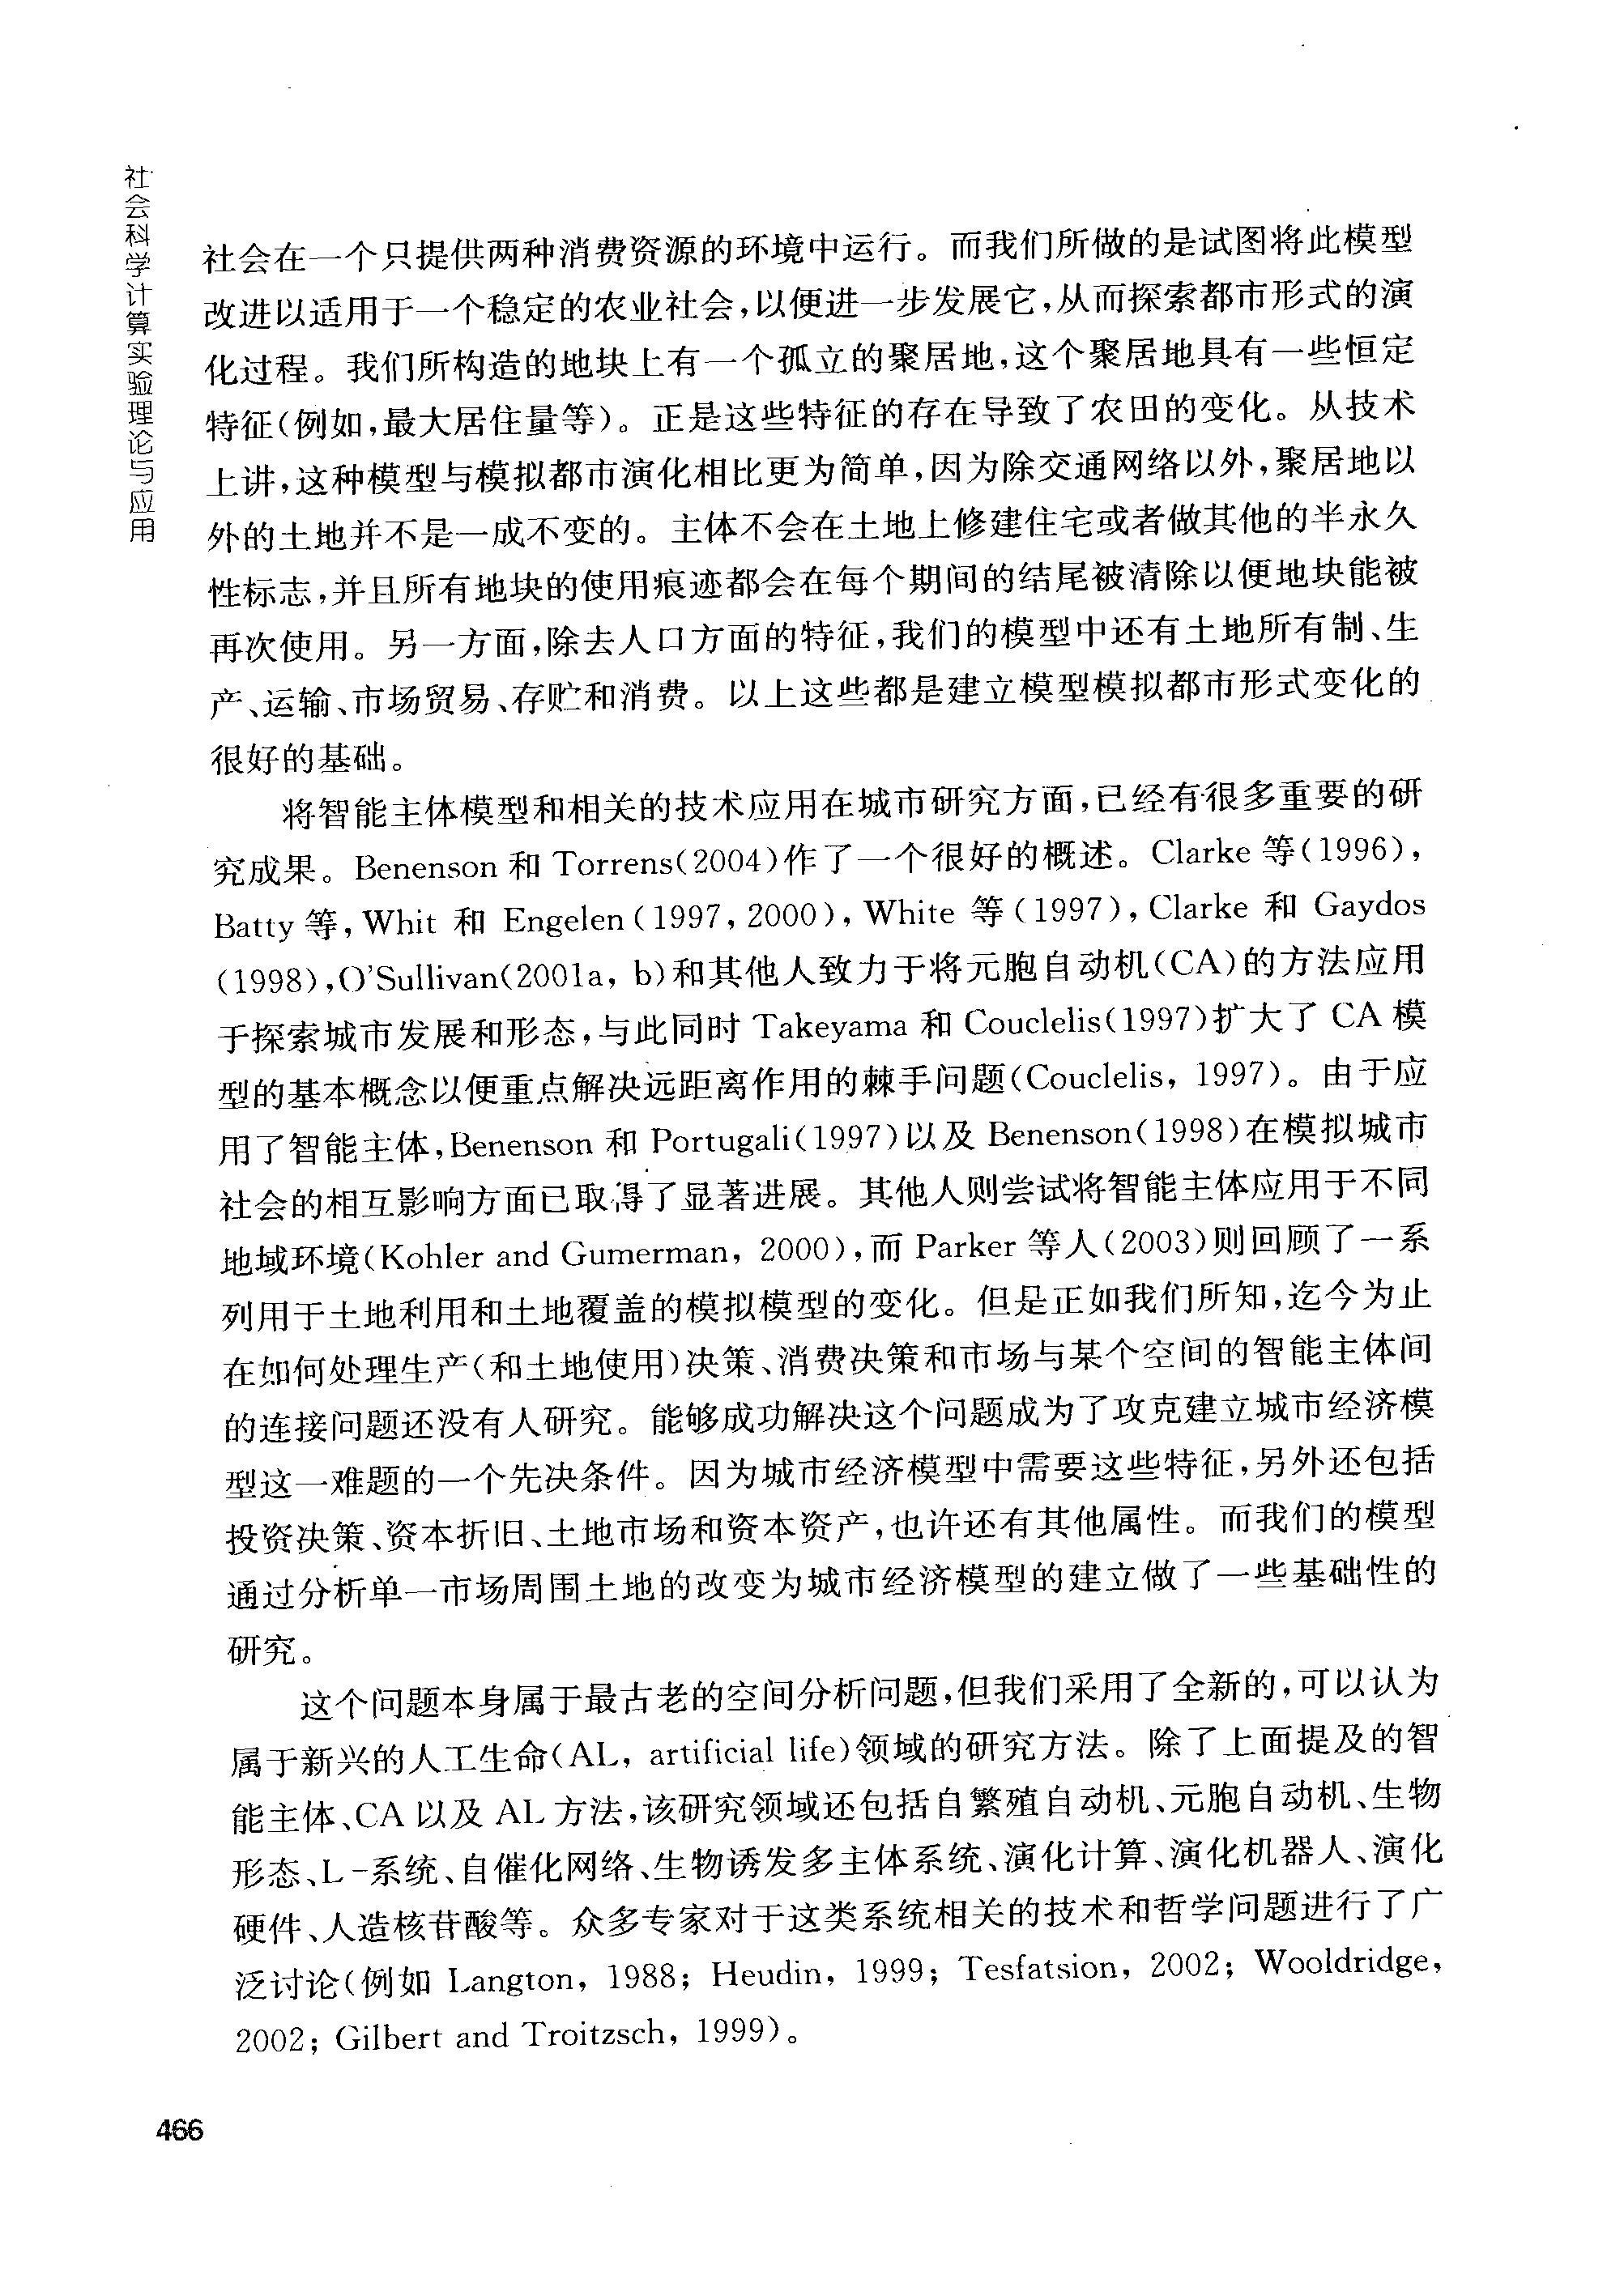 社会科学计算实验理论与应用
社会在一个只提供两种消费资源的环境中运行。而我们所做的是试图将此模型
改进以适用于一个稳定的农业社会,以便进一步发展它,从而探索都市形式的演
化过程。我们所构造的地块上有一个孤立的聚居地,这个聚居地具有一些恒定
特征(例如,最大居住量等)。正是这些特征的存在导致了农田的变化。从技术
上讲,这种模型与模拟都市演化相比更为简单,因为除交通网络以外,聚居地以
外的土地并不是一成不变的。主体不会在土地上修建住宅或者做其他的半永久
性标志,并且所有地块的使用痕迹都会在每个期间的结尾被清除以便地块能被
再次使用。另一方面,除去人口方面的特征,我们的模型中还有土地所有制、生
产、运输、市场贸易、存贮和消费。以上这些都是建立模型模拟都市形式变化的
很好的基础。
将智能主体模型和相关的技术应用在城市研究方面,已经有很多重要的研
究成果。Benenson 和 Torrens(2004)作了一个很好的概述。Clarke 等(1996),
Batty 等, Whit 和 Engelen(1997, 2000), White 等(1997), Clarke 和 Gaydos
(1998),O'Sullivan(2001a, b)和其他人致力于将元胞自动机(CA)的方法应用
于探索城市发展和形态,与此同时 Takeyama 和 Couclelis(1997)扩大了 CA 模
型的基本概念以便重点解决远距离作用的棘手问题(Couclelis, 1997)。由于应
用了智能主体,Benenson 和 Portugali(1997)以及 Benenson(1998)在模拟城市
社会的相互影响方面已取得了显著进展。其他人则尝试将智能主体应用于不同
地域环境(Kohler and Gumerman, 2000),而 Parker 等人(2003)则回顾了一系
列用于土地利用和土地覆盖的模拟模型的变化。但是正如我们所知,迄今为止
在如何处理生产(和土地使用)决策、消费决策和市场与某个空间的智能主体间
的连接问题还没有人研究。能够成功解决这个问题成为了攻克建立城市经济模
型这一难题的一个先决条件。因为城市经济模型中需要这些特征,另外还包括
投资决策、资本折旧、土地市场和资本资产,也许还有其他属性。而我们的模型
通过分析单一市场周围土地的改变为城市经济模型的建立做了一些基础性的
研究。
这个问题本身属于最古老的空间分析问题,但我们采用了全新的,可以认为
属于新兴的人工生命(AL, artificial life)领域的研究方法。除了上面提及的智
能主体、CA 以及 AL 方法,该研究领域还包括自繁殖自动机、元胞自动机、生物
形态、L-系统、自催化网络、生物诱发多主体系统、演化计算、演化机器人、演化
硬件、人造核苷酸等。众多专家对于这类系统相关的技术和哲学问题进行了广
泛讨论(例如 Langton, 1988; Heudin, 1999; Tesfatsion, 2002; Wooldridge,
2002; Gilbert and Troitzsch, 1999)。
466